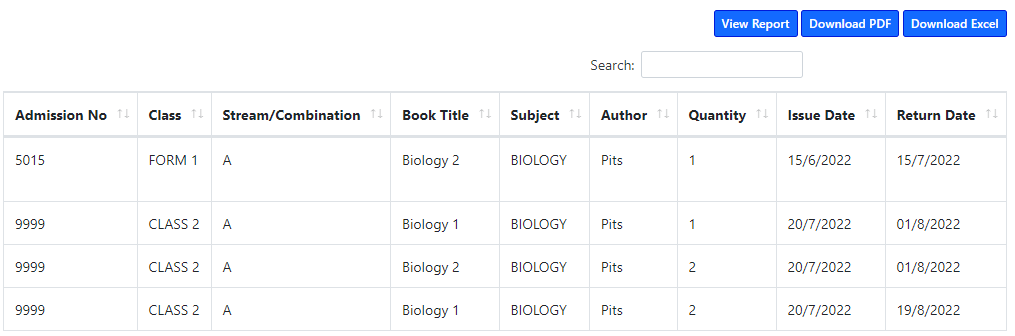 View Report Download PDF Download Excel
Search:
Admission No Class Stream/Combination Book Title Subject Author Quantity Issue Date Return Date
5015 FORM 1 A Biology 2 BIOLOGY Pits 1 15/6/2022 15/7/2022
9999 CLASS 2 A Biology 1 BIOLOGY Pits 1 20/7/2022 01/8/2022
9999 CLASS 2 A Biology 2 BIOLOGY Pits 2 20/7/2022 01/8/2022
9999 CLASS 2 A Biology 1 BIOLOGY Pits 2 20/7/2022 19/8/2022